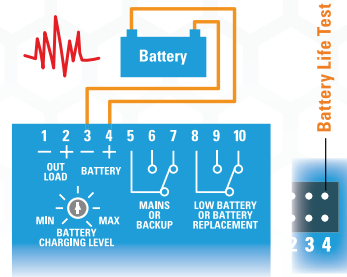 Battery
Battery Life Test
1 2 3 4 5 6 7 8 9 10
− + − +
OUT
LOAD
BATTERY
MIN
MAX
BATTERY
CHARGING LEVEL
MAINS
OR
BACKUP
LOW BATTERY
OR BATTERY
REPLACEMENT
2 3 4